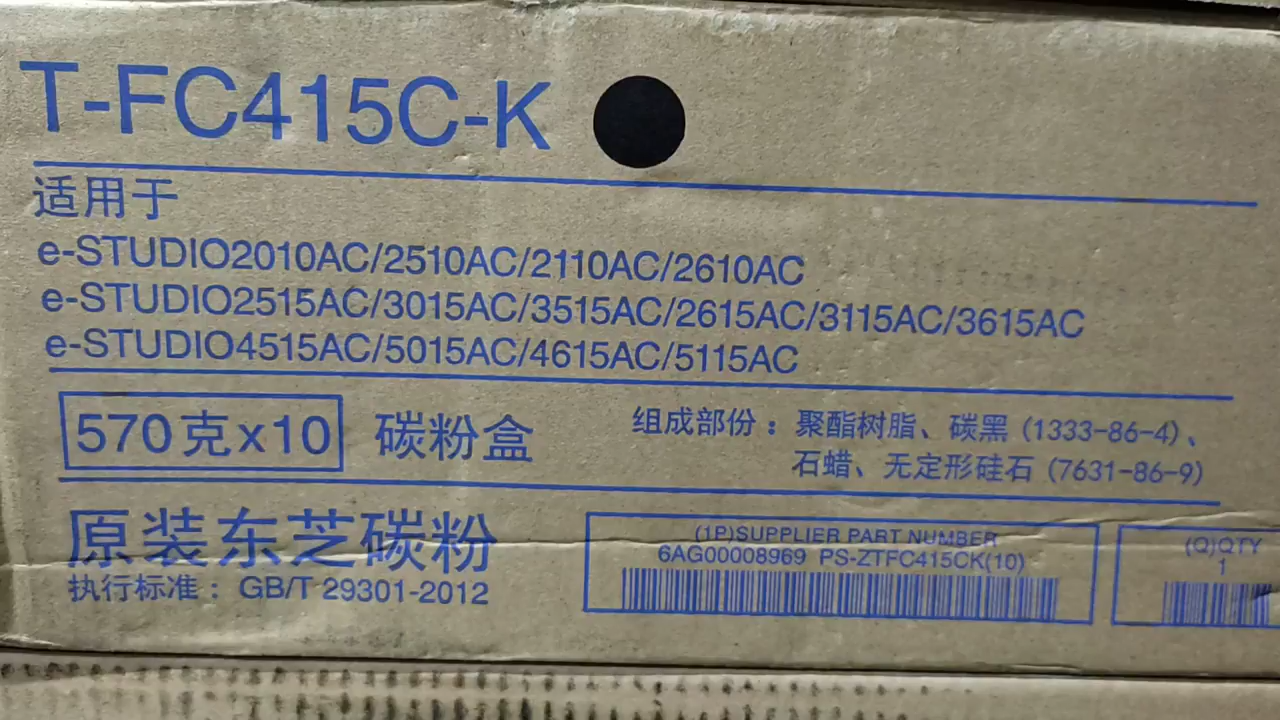 T-FC415C-K
适用于
e-STUDIO2010AC/2510AC/2110AC/2610AC
e-STUDIO2515AC/3015AC/3515AC/2615AC/3115AC/3615AC
e-STUDIO4515AC/5015AC/4615AC/5115AC
570克x10 碳粉盒
组成部份：聚酯树脂、碳黑 (1333-86-4)、
石蜡、无定形硅石 (7631-86-9)
原装东芝碳粉
执行标准：GB/T 29301-2012
(1P)SUPPLIER PART NUMBER
6AG00008969 PS-ZTFC415CK(10)
(Q)QTY
1